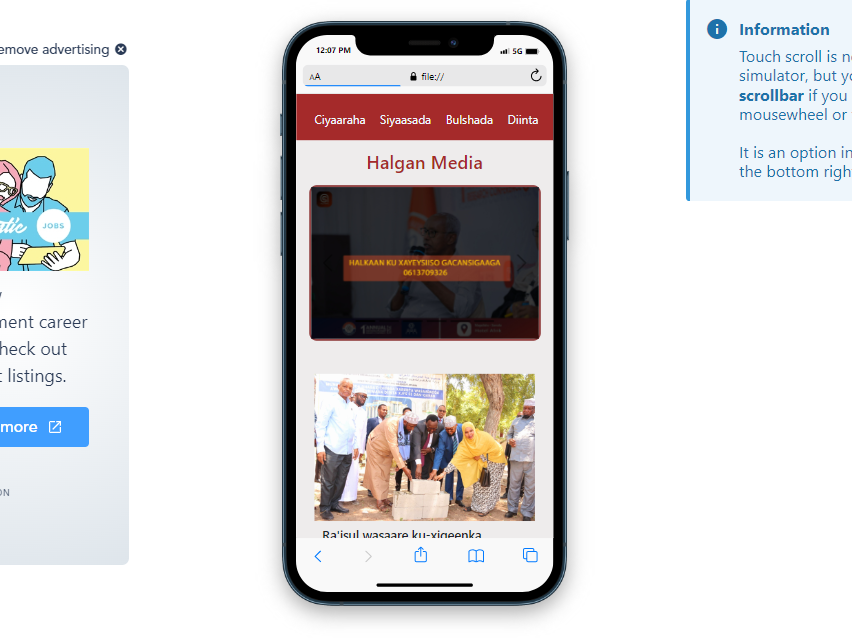 emove advertising
JOBS
ment career
heck out
listings.
more
ON
12:07 PM
5G
AA
file://
Ciyaaraha Siyaasada Bulshada Diinta
Halgan Media
HALKAAN KU XAYEYSIISO GACANSIGAAGA
0613709326
Ra'isul wasaare ku-xigeenka
Information
Touch scroll is n
simulator, but yo
scrollbar if you
mousewheel or
It is an option in
the bottom righ